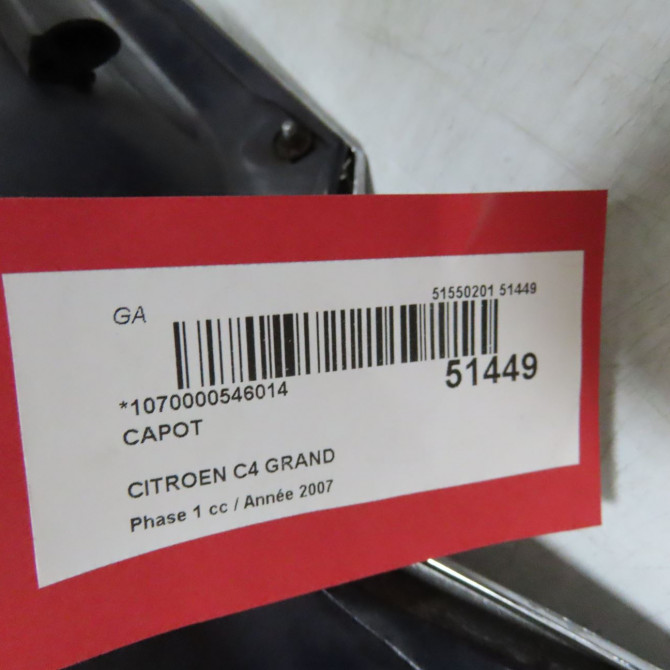 GA
51550201 51449
*1070000546014
51449
CAPOT
CITROEN C4 GRAND
Phase 1 cc / Année 2007